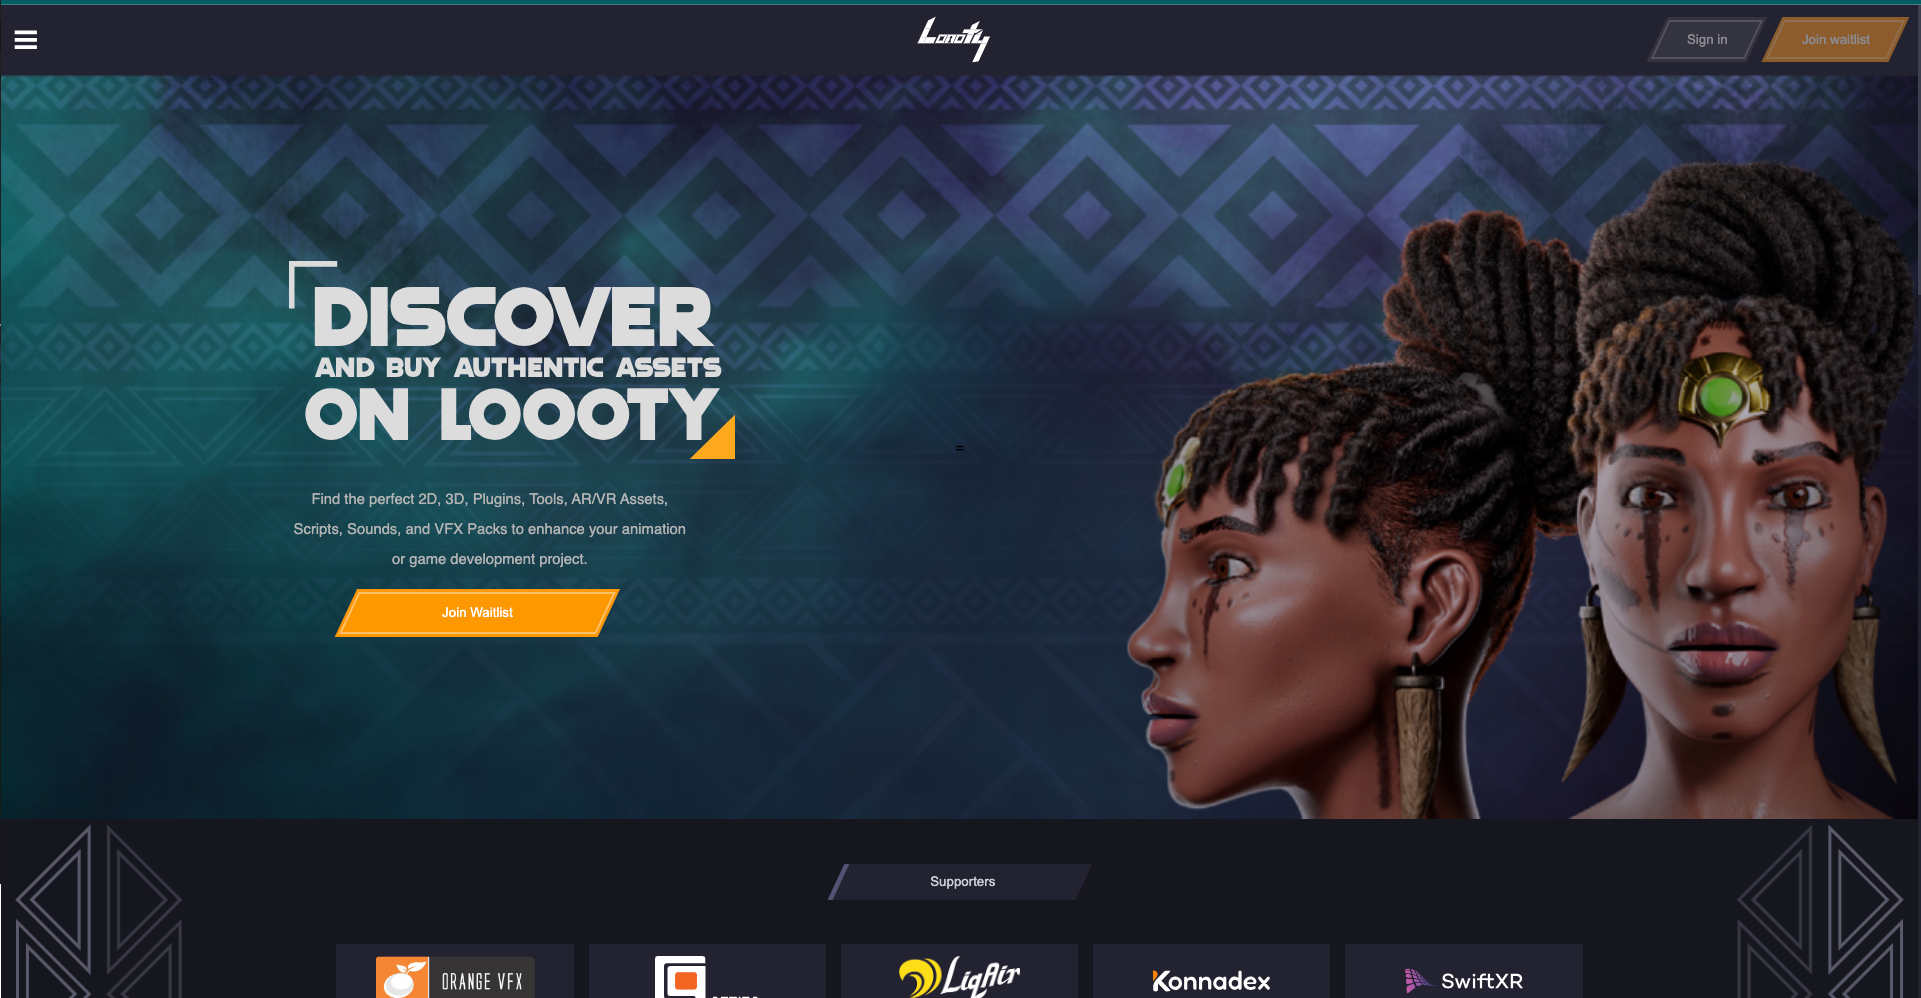 Loooty
Sign in
Join waitlist
DISCOVER
AND BUY AUTHENTIC ASSETS
ON LOOOTY
=
Find the perfect 2D, 3D, Plugins, Tools, AR/VR Assets,
Scripts, Sounds, and VFX Packs to enhance your animation
or game development project.
Join Waitlist
Supporters
ORANGE VFX
LiqAir
Konnadex
SwiftXR